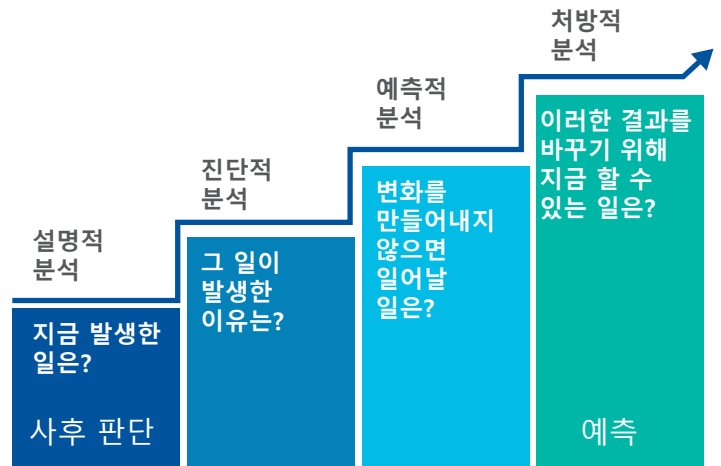 설명적
분석
지금 발생한
일은?
사후 판단
진단적
분석
그 일이
발생한
이유는?
예측적
분석
변화를
만들어내지
않으면
일어날
일은?
처방적
분석
이러한 결과를
바꾸기 위해
지금 할 수
있는 일은?
예측